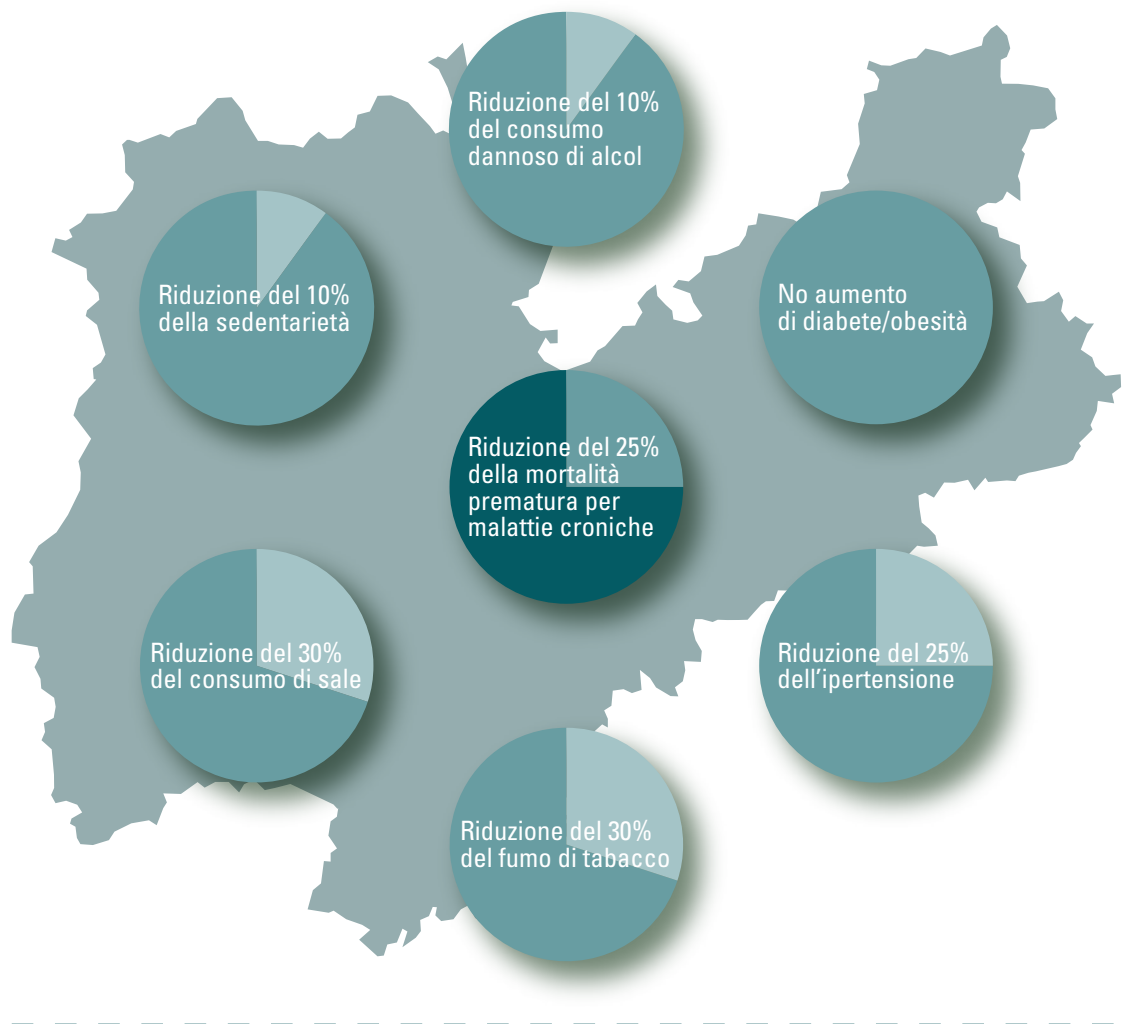 Riduzione del 10%
del consumo
dannoso di alcol
Riduzione del 10%
della sedentarietà
No aumento
di diabete/obesità
Riduzione del 25%
della mortalità
prematura per
malattie croniche
Riduzione del 30%
del consumo di sale
Riduzione del 25%
dell'ipertensione
Riduzione del 30%
del fumo di tabacco